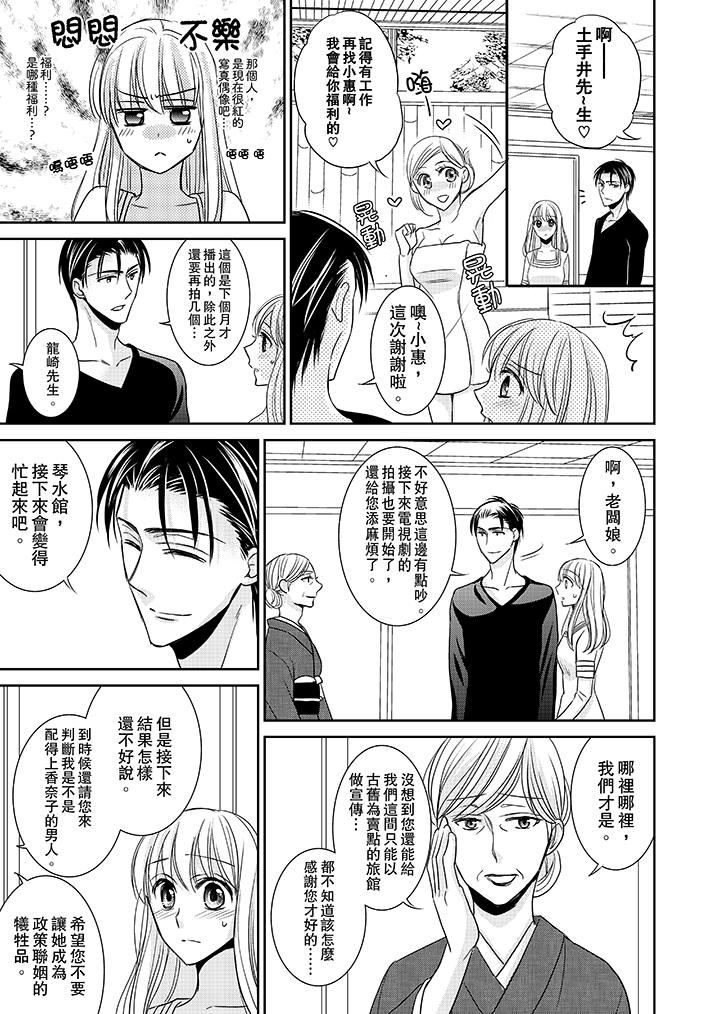 啊——
土手井先~生♡
記得有工作
再找小惠啊~
我會給你福利的♡
嗨
晃動
晃動
悶悶
不樂
那個人，
是現在很紅的
寫真偶像吧……
福利……？
是哪種福利…？
唔唔唔
嗚唔唔
噢~小惠，
這次謝謝啦。
這個是下個月才
播出的，除此之外
還要再拍几個…
龍崎先生。
啊，老闆娘。
不好意思這邊有點吵。
接下來電視劇的
拍攝也要開始了，
還給您添麻煩了。
琴水館，
接下來會變得
忙起來吧。
哪裡哪裡，
我們才是。
沒想到您還能給
我們這間只能以
古舊為賣點的旅館
做宣傳…
都不知道該怎麼
感謝您才好的……
但是接下來
結果怎樣
還不好說。
到時候還請您來
判斷我是不是
配得上香奈子的男人。
希望您不要
讓她成為
政策聯姻的
犧牲品。